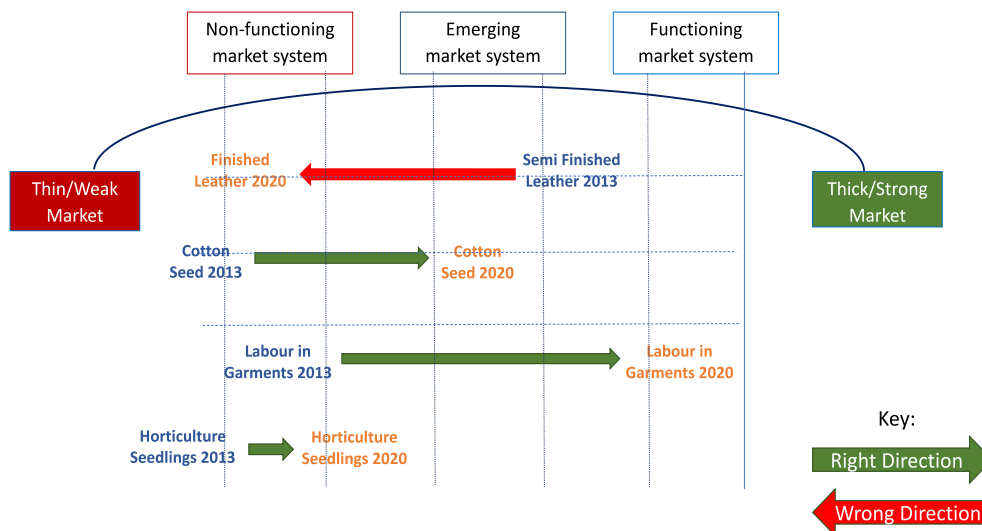 Non-functioning
market system
Emerging
market system
Functioning
market system
Thin/Weak
Market
Thick/Strong
Market
Finished
Leather 2020
Semi Finished
Leather 2013
Cotton
Seed 2013
Cotton
Seed 2020
Labour in
Garments 2013
Labour in
Garments 2020
Horticulture
Seedlings 2013
Horticulture
Seedlings 2020
Key:
Right Direction
Wrong Direction